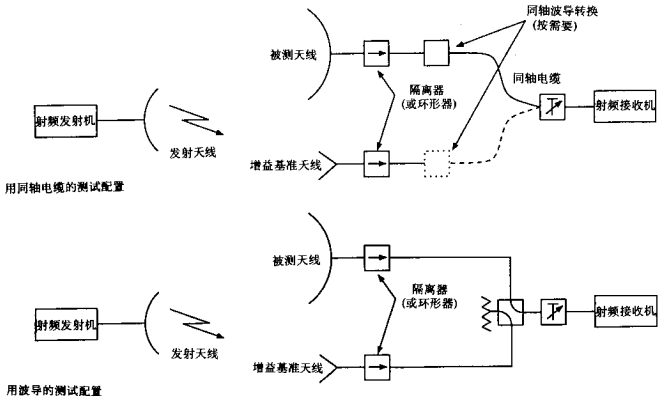 同轴波导转换
(按需要)
被测天线
同轴电缆
隔离器
(或环形器)
射频发射机
射频接收机
发射天线
增益基准天线
用同轴电缆的测试配置
被测天线
隔离器
(或环形器)
射频发射机
射频接收机
发射天线
增益基准天线
用波导的测试配置